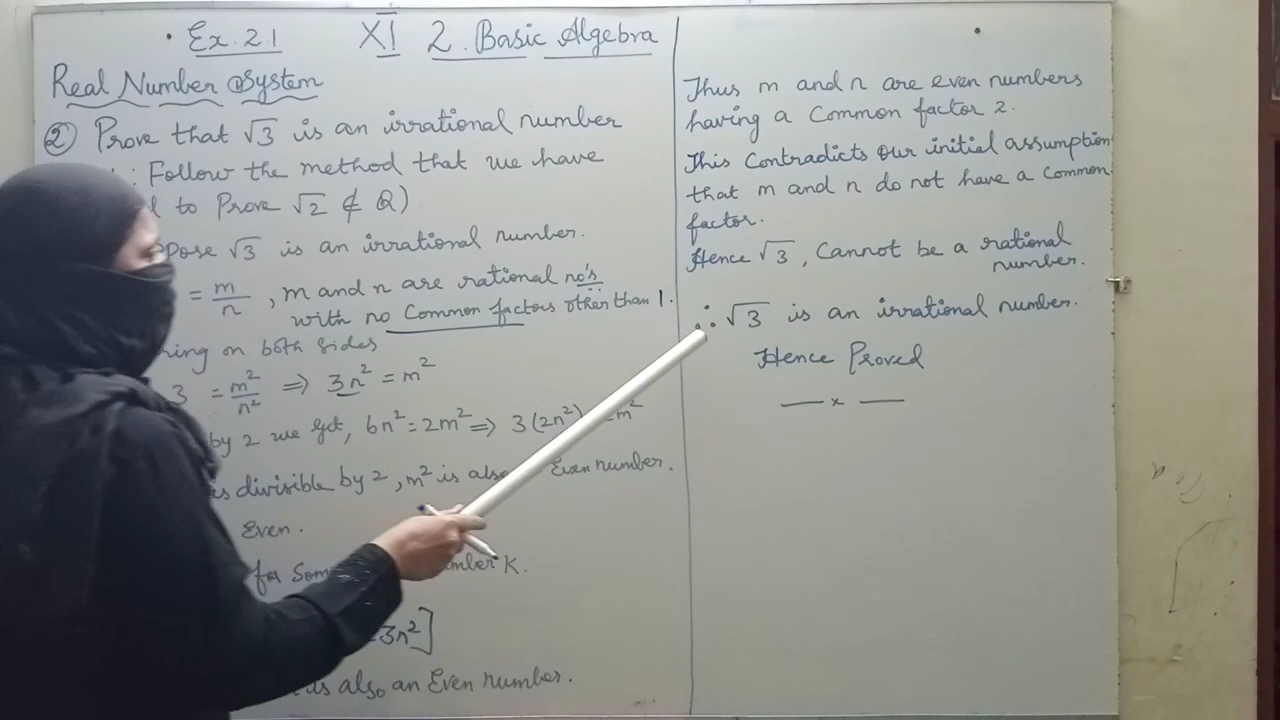 Ex. 2.1 XI 2. Basic Algebra
Real Number System
② Prove that √3 is an irrational number
: Follow the method that we have
to Prove √2 ∉ Q)
ppose √3 is an irrational number.
= m/n, m and n are rational no's
with no Common factors other than 1.
ring on both sides
3 = m²/n² ⇒ 3n² = m²
by 2 we get, 6n² = 2m² ⇒ 3(2n²) m²
is divisible by 2, m² is also Even number.
Even.
for Som mber K.
3n²]
is also an Even number.
Thus m and n are even numbers
having a Common factor 2.
This Contradicts our initial assumption
that m and n do not have a common
factor.
Hence √3, Cannot be a rational
number.
∴ √3 is an irrational number.
Hence Proved
— x —